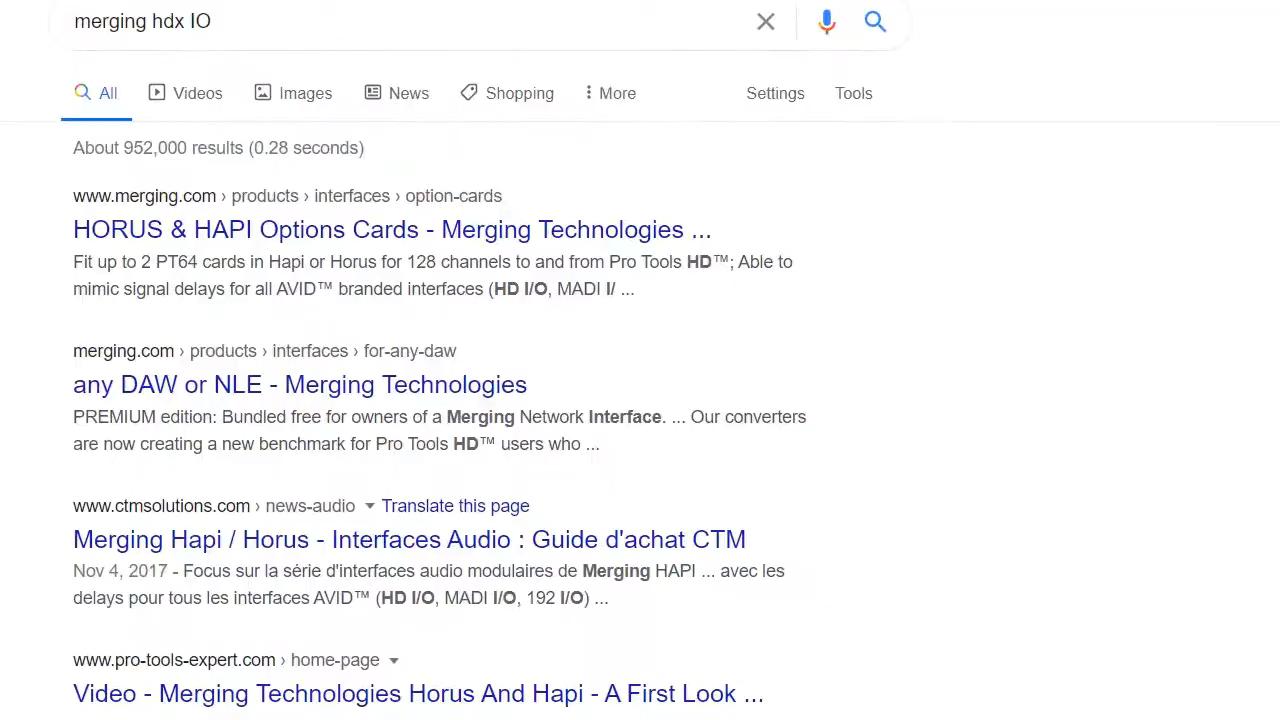 merging hdx IO
All Videos Images News Shopping More Settings Tools
About 952,000 results (0.28 seconds)
www.merging.com › products › interfaces › option-cards
HORUS & HAPI Options Cards - Merging Technologies ...
Fit up to 2 PT64 cards in Hapi or Horus for 128 channels to and from Pro Tools HD™; Able to
mimic signal delays for all AVID™ branded interfaces (HD I/O, MADI I/ ...
merging.com › products › interfaces › for-any-daw
any DAW or NLE - Merging Technologies
PREMIUM edition: Bundled free for owners of a Merging Network Interface. ... Our converters
are now creating a new benchmark for Pro Tools HD™ users who ...
www.ctmsolutions.com › news-audio Translate this page
Merging Hapi / Horus - Interfaces Audio : Guide d'achat CTM
Nov 4, 2017 - Focus sur la série d'interfaces audio modulaires de Merging HAPI ... avec les
delays pour tous les interfaces AVID™ (HD I/O, MADI I/O, 192 I/O) ...
www.pro-tools-expert.com › home-page
Video - Merging Technologies Horus And Hapi - A First Look ...